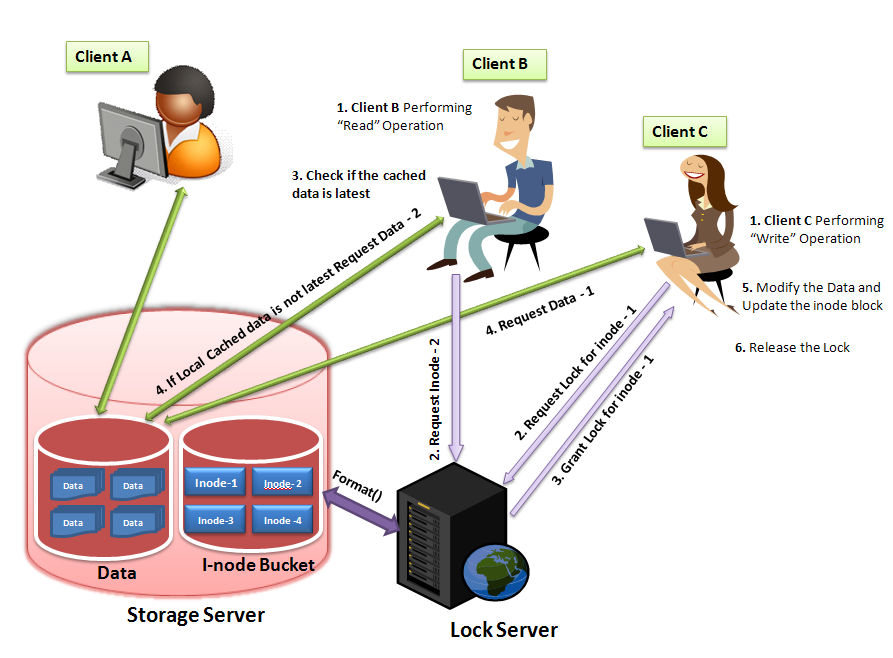 Client A
Client B
1. Client B Performing
“Read” Operation
3. Check if the cached
data is latest
Client C
1. Client C Performing
“Write” Operation
5. Modify the Data and
Update the inode block
6. Release the Lock
4. If Local Cached data is not latest Request Data - 2
4. Request Data - 1
2. Request Inode - 2
2. Request Lock for inode - 1
3. Grant Lock for inode - 1
Format()
Data
Data
Data
Data
Inode-1
Inode- 2
Inode-3
Inode-4
Data
I-node Bucket
Storage Server
Lock Server